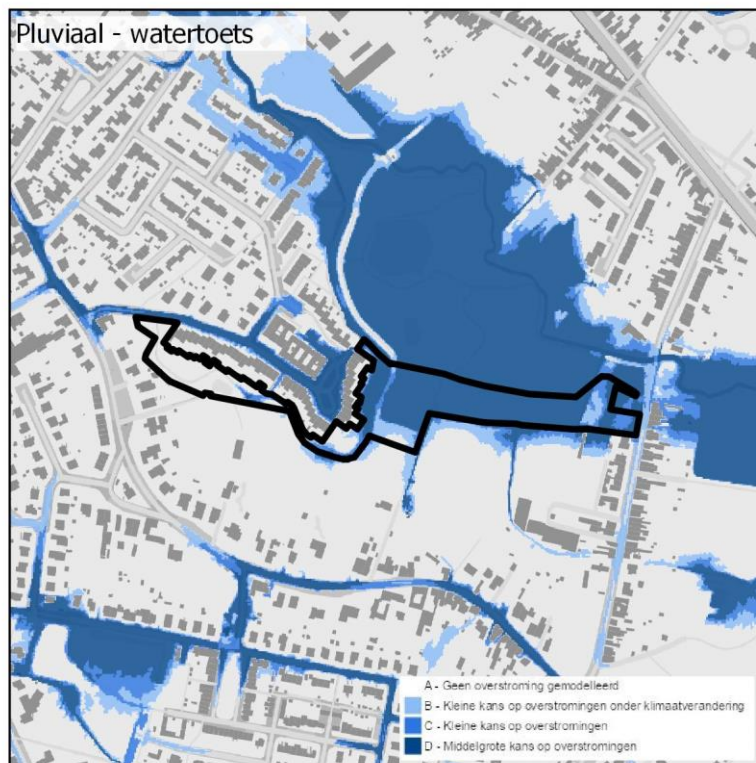 Pluviaal - watertoets
A - Geen overstroming gemodelleerd
B - Kleine kans op overstromingen onder klimaatverandering
C - Kleine kans op overstromingen
D - Middelgrote kans op overstromingen